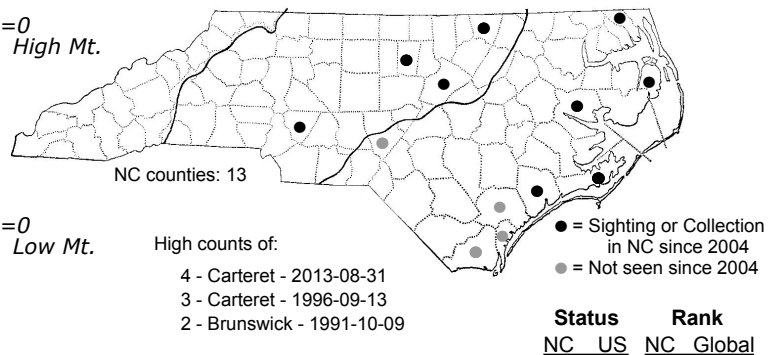 =0
High Mt.
NC counties: 13
=0
Low Mt.
High counts of:
4 - Carteret - 2013-08-31
3 - Carteret - 1996-09-13
2 - Brunswick - 1991-10-09
= Sighting or Collection
in NC since 2004
= Not seen since 2004
Status Rank
NC US NC Global